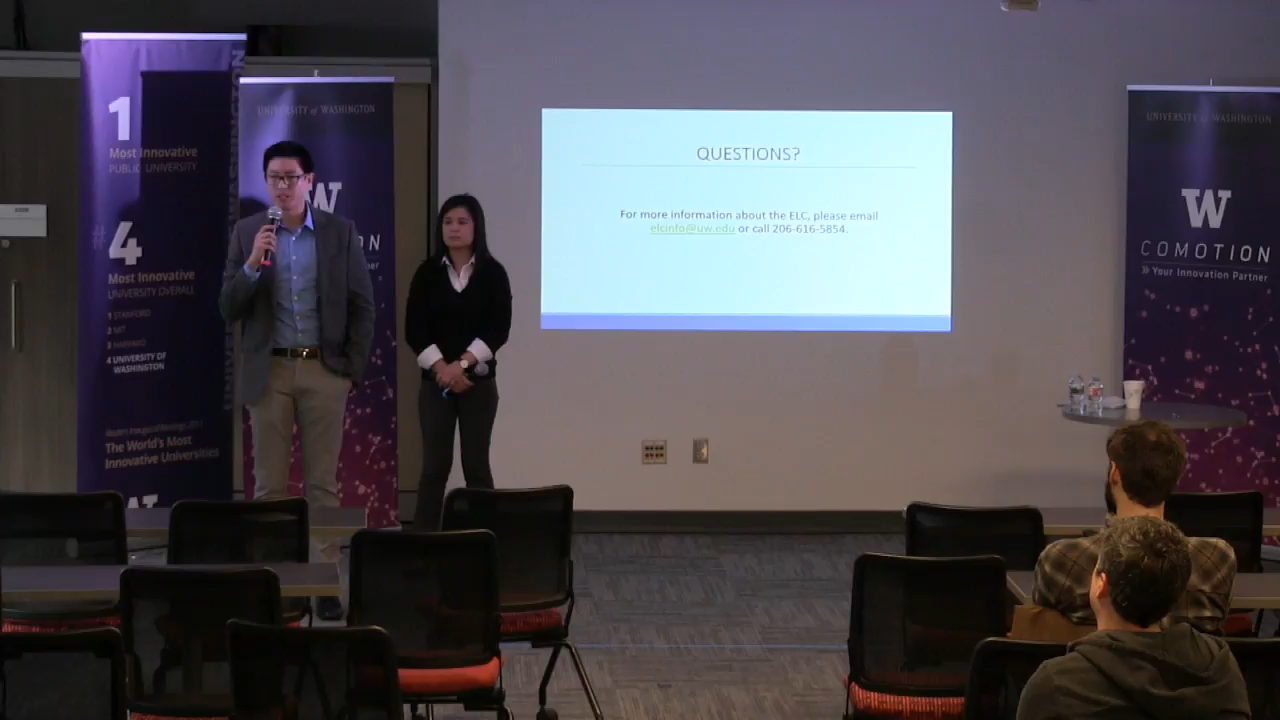 1
Most Innovative
PUBLIC UNIVERSITY
#4
Most Innovative
UNIVERSITY OVERALL
1 STANFORD
2 MIT
3 HARVARD
4 UNIVERSITY OF
WASHINGTON
The World's Most
Innovative Universities
W
WASHINGTON
UNIVERSITY of WASHINGTON
W
ON
QUESTIONS?
For more information about the ELC, please email
elcinfo@uw.edu or call 206-616-5854.
UNIVERSITY of WASHINGTON
W
COMOTION
» Your Innovation Partner